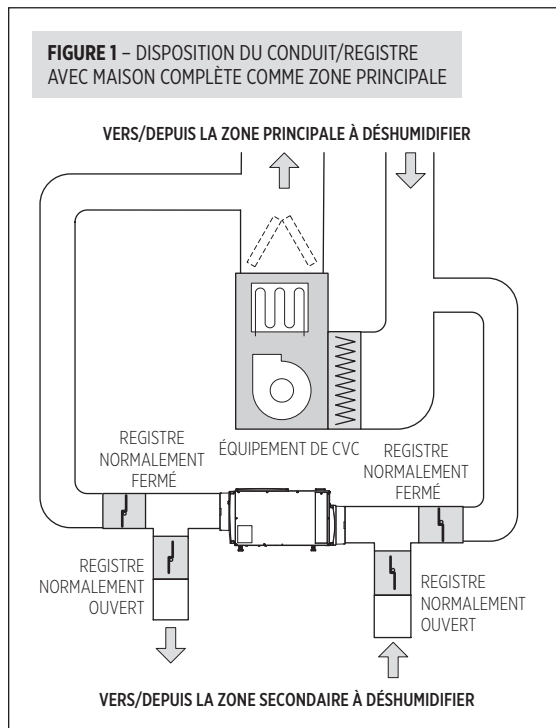 FIGURE 1 – DISPOSITION DU CONDUIT/REGISTRE
AVEC MAISON COMPLÈTE COMME ZONE PRINCIPALE
VERS/DEPUIS LA ZONE PRINCIPALE À DÉSHUMIDIFIER
REGISTRE
NORMALEMENT
FERMÉ
ÉQUIPEMENT DE CVC
REGISTRE
NORMALEMENT
FERMÉ
REGISTRE
NORMALEMENT
OUVERT
REGISTRE
NORMALEMENT
OUVERT
VERS/DEPUIS LA ZONE SECONDAIRE À DÉSHUMIDIFIER